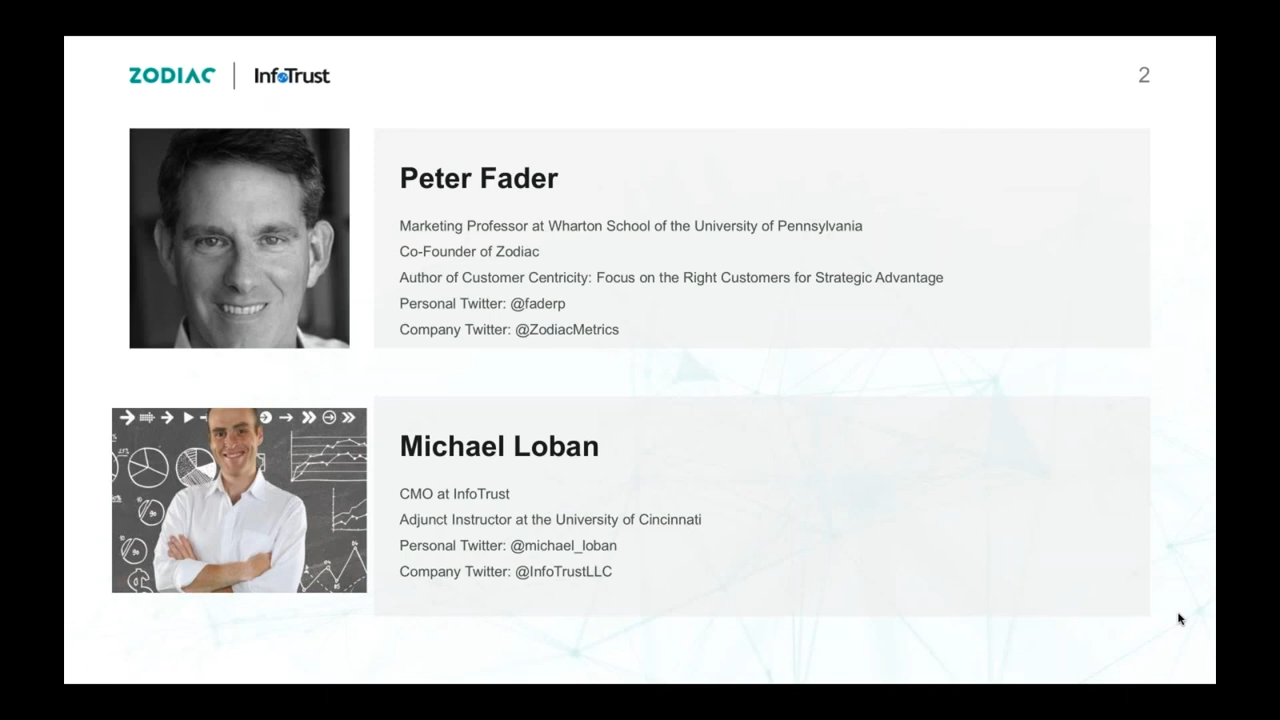 ZODIAC | InfoTrust
2
Peter Fader
Marketing Professor at Wharton School of the University of Pennsylvania
Co-Founder of Zodiac
Author of Customer Centricity: Focus on the Right Customers for Strategic Advantage
Personal Twitter: @faderp
Company Twitter: @ZodiacMetrics
Michael Loban
CMO at InfoTrust
Adjunct Instructor at the University of Cincinnati
Personal Twitter: @michael_loban
Company Twitter: @InfoTrustLLC